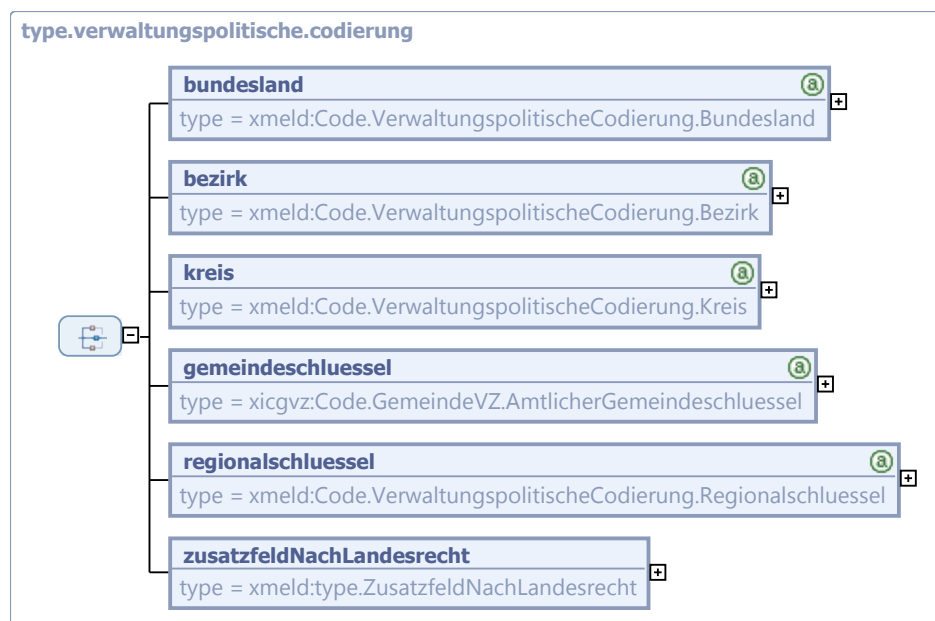 type.verwaltungspolitische.codierung
bundesland
type = xmeld:Code.VerwaltungspolitischeCodierung.Bundesland
bezirk
type = xmeld:Code.VerwaltungspolitischeCodierung.Bezirk
kreis
type = xmeld:Code.VerwaltungspolitischeCodierung.Kreis
gemeindeschluessel
type = xicgvz:Code.GemeindeVZ.AmtlicherGemeindeschluessel
regionalschluessel
type = xmeld:Code.VerwaltungspolitischeCodierung.Regionalschluessel
zusatzfeldNachLandesrecht
type = xmeld:type.ZusatzfeldNachLandesrecht